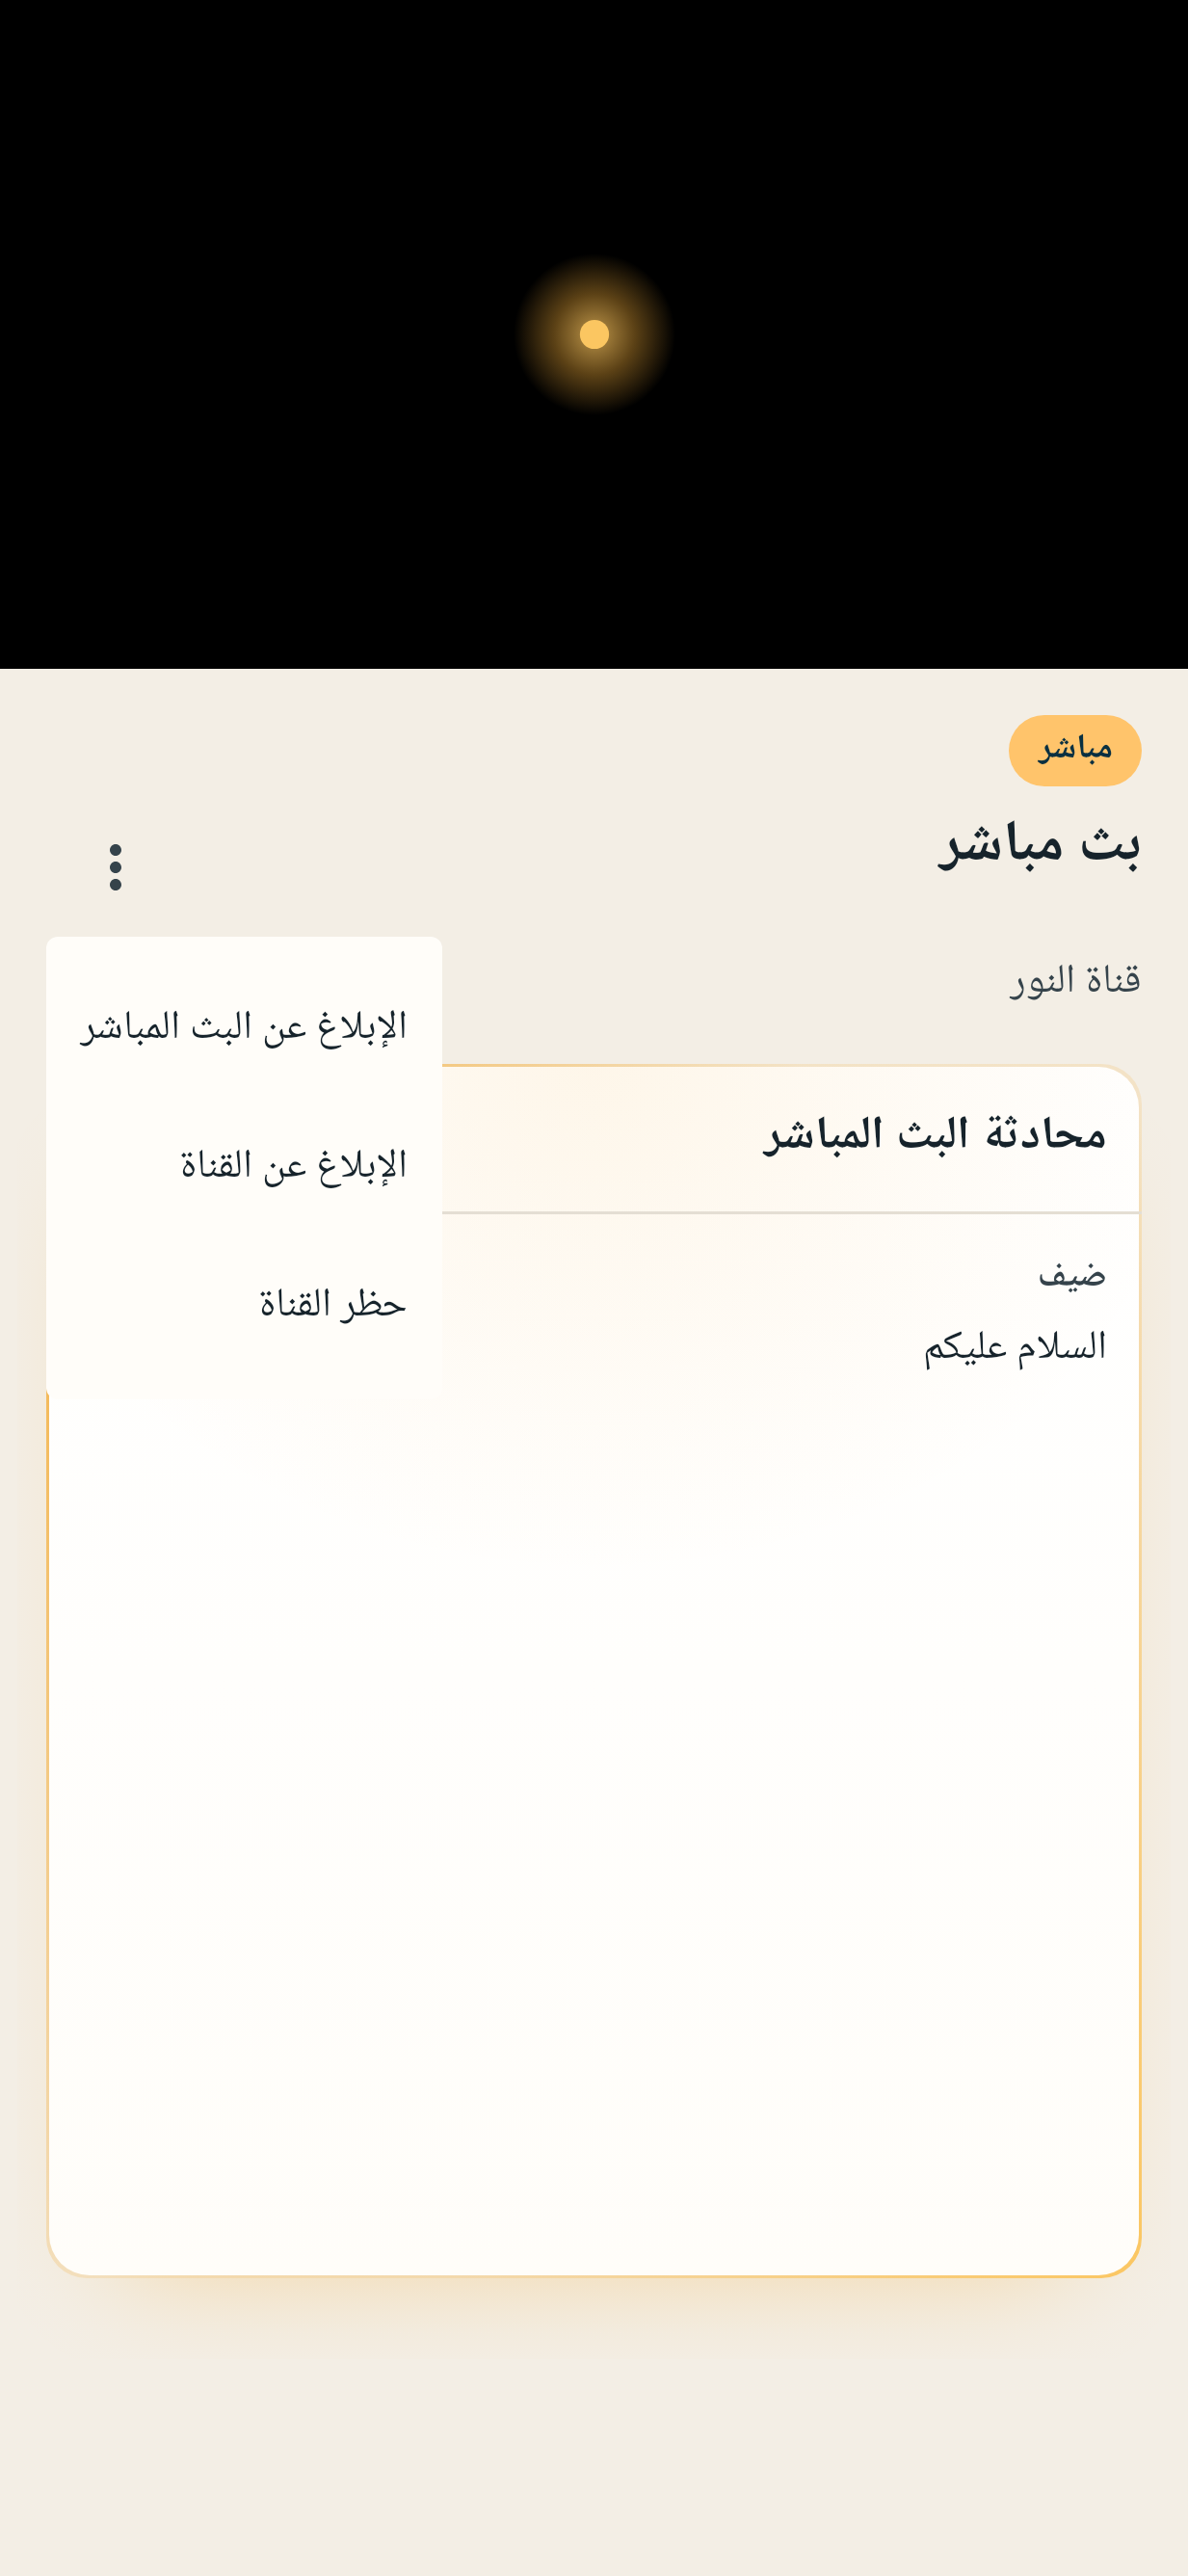 مباشر
بث مباشر
قناة النور
الإبلاغ عن البث المباشر
الإبلاغ عن القناة
حظر القناة
محادثة البث المباشر
ضيف
السلام عليكم